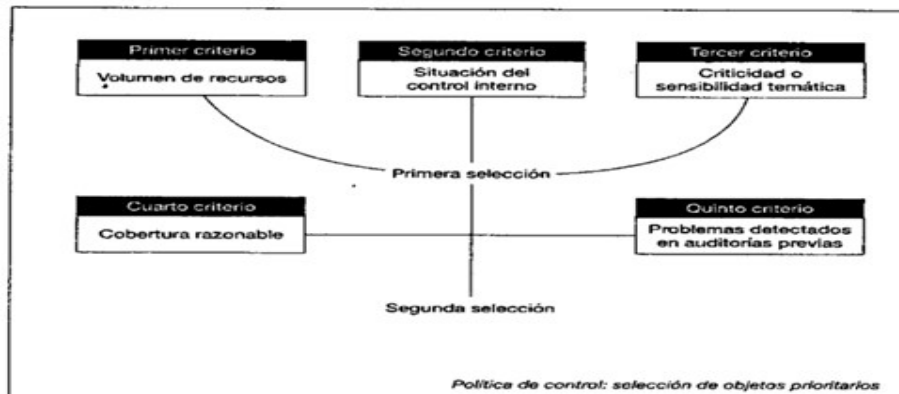 Primer criterio
Volumen de recursos
Segundo criterio
Situación del
control interno
Tercer criterio
Criticidad o
sensibilidad temática
Primera selección
Cuarto criterio
Cobertura razonable
Quinto criterio
Problemas detectados
en auditorías previas
Segunda selección
Política de control: selección de objetos prioritarios